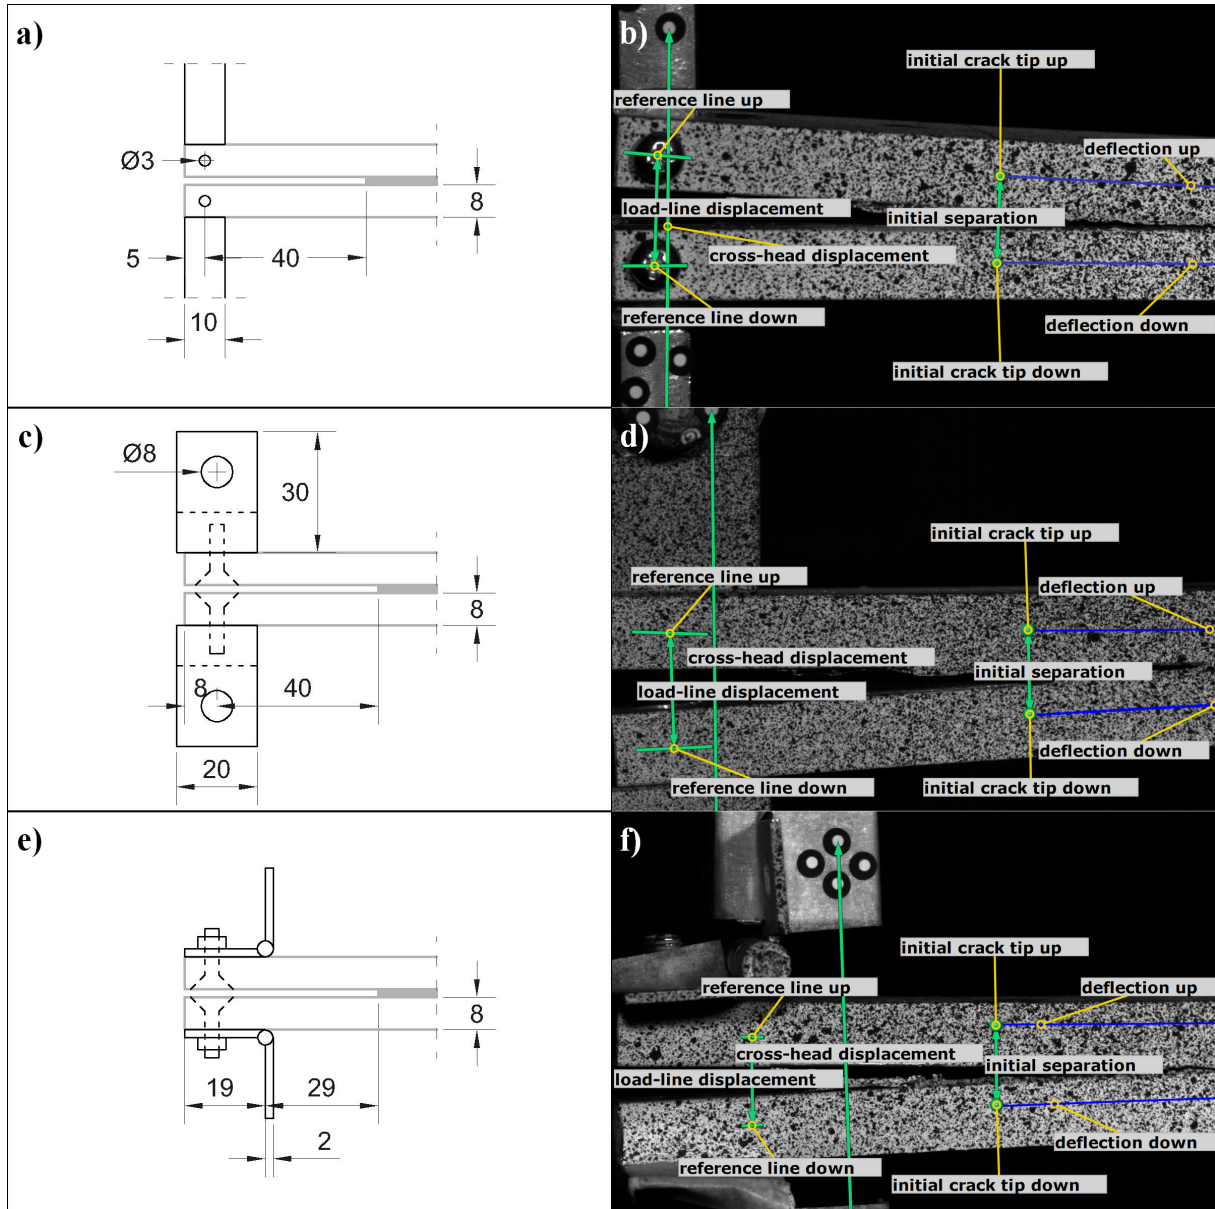 a)
Ø3
8
5
40
10
b)
initial crack tip up
reference line up
deflection up
load-line displacement
initial separation
cross-head displacement
reference line down
deflection down
initial crack tip down
c)
Ø8
30
8
8
40
20
d)
initial crack tip up
reference line up
deflection up
cross-head displacement
initial separation
load-line displacement
deflection down
reference line down
initial crack tip down
e)
8
19
29
2
f)
initial crack tip up
reference line up
deflection up
cross-head displacement
initial separation
load-line displacement
deflection down
reference line down
initial crack tip down